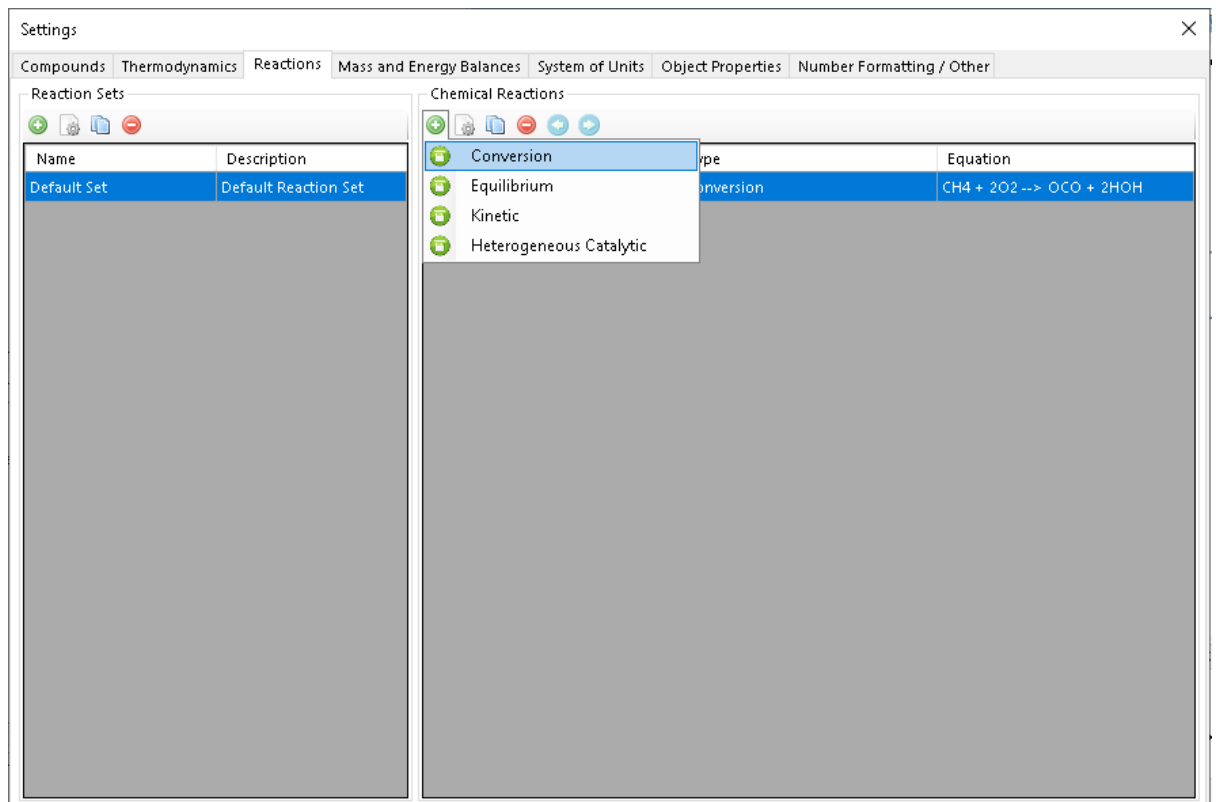 Settings
Compounds Thermodynamics Reactions Mass and Energy Balances System of Units Object Properties Number Formatting / Other
Reaction Sets
Chemical Reactions
Name Description
Default Set Default Reaction Set
Conversion
Equilibrium
Kinetic
Heterogeneous Catalytic
ype Equation
onversion CH4 + 2O2 --> OCO + 2HOH